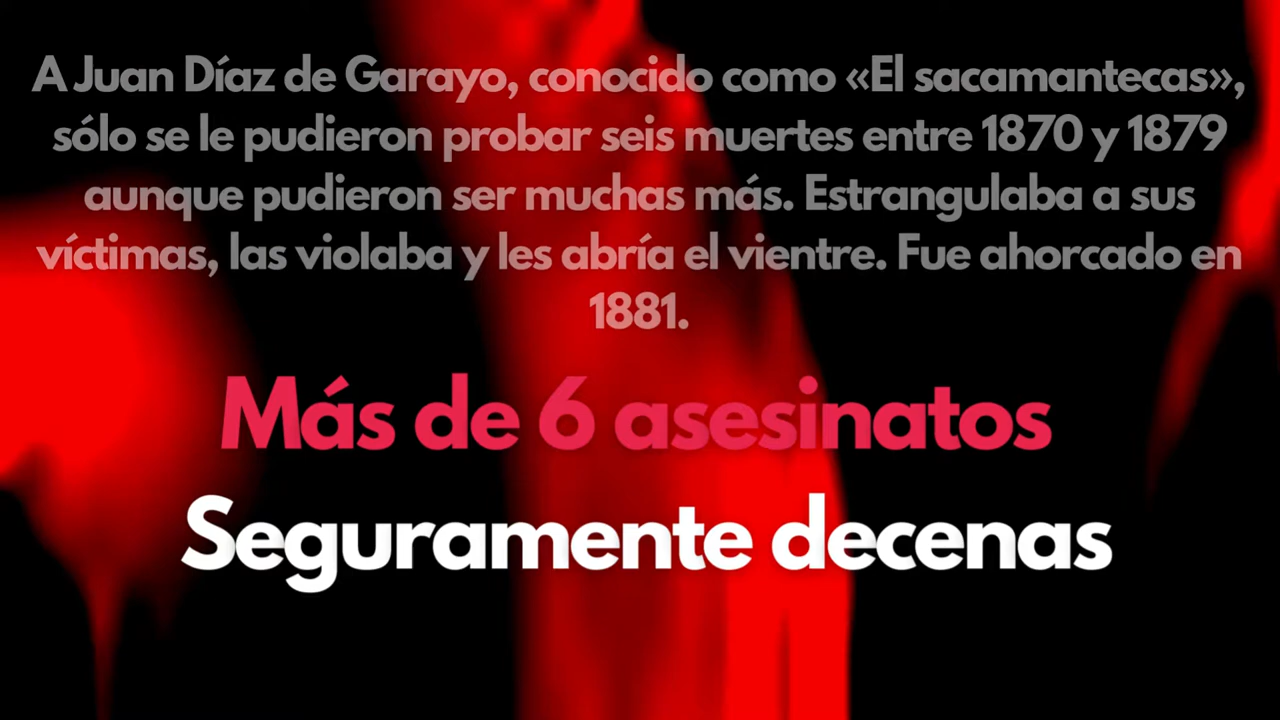 A Juan Díaz de Garayo, conocido como «El sacamantecas»,
sólo se le pudieron probar seis muertes entre 1870 y 1879
aunque pudieron ser muchas más. Estrangulaba a sus
víctimas, las violaba y les abría el vientre. Fue ahorcado en
1881.
Más de 6 asesinatos
Seguramente decenas